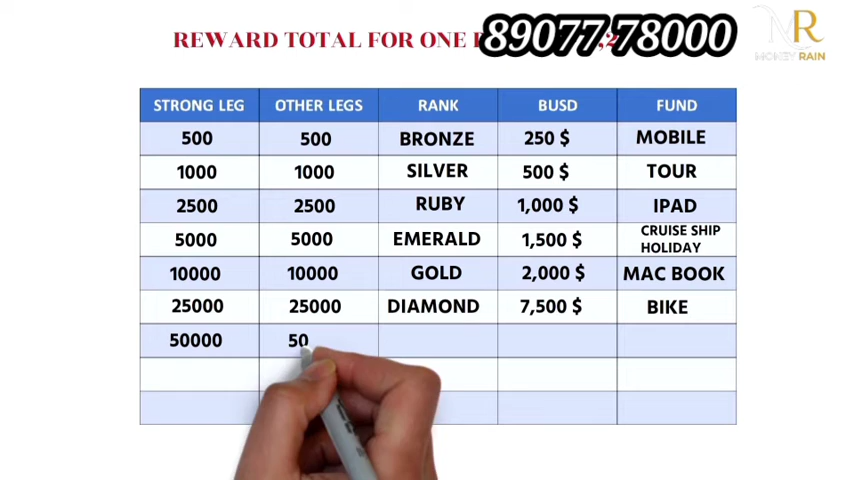 REWARD TOTAL FOR ONE
89077 78000
MR
MONEY RAIN
STRONG LEG OTHER LEGS RANK BUSD FUND
500 500 BRONZE 250 $ MOBILE
1000 1000 SILVER 500 $ TOUR
2500 2500 RUBY 1,000 $ IPAD
5000 5000 EMERALD 1,500 $ CRUISE SHIP
HOLIDAY
10000 10000 GOLD 2,000 $ MAC BOOK
25000 25000 DIAMOND 7,500 $ BIKE
50000 50